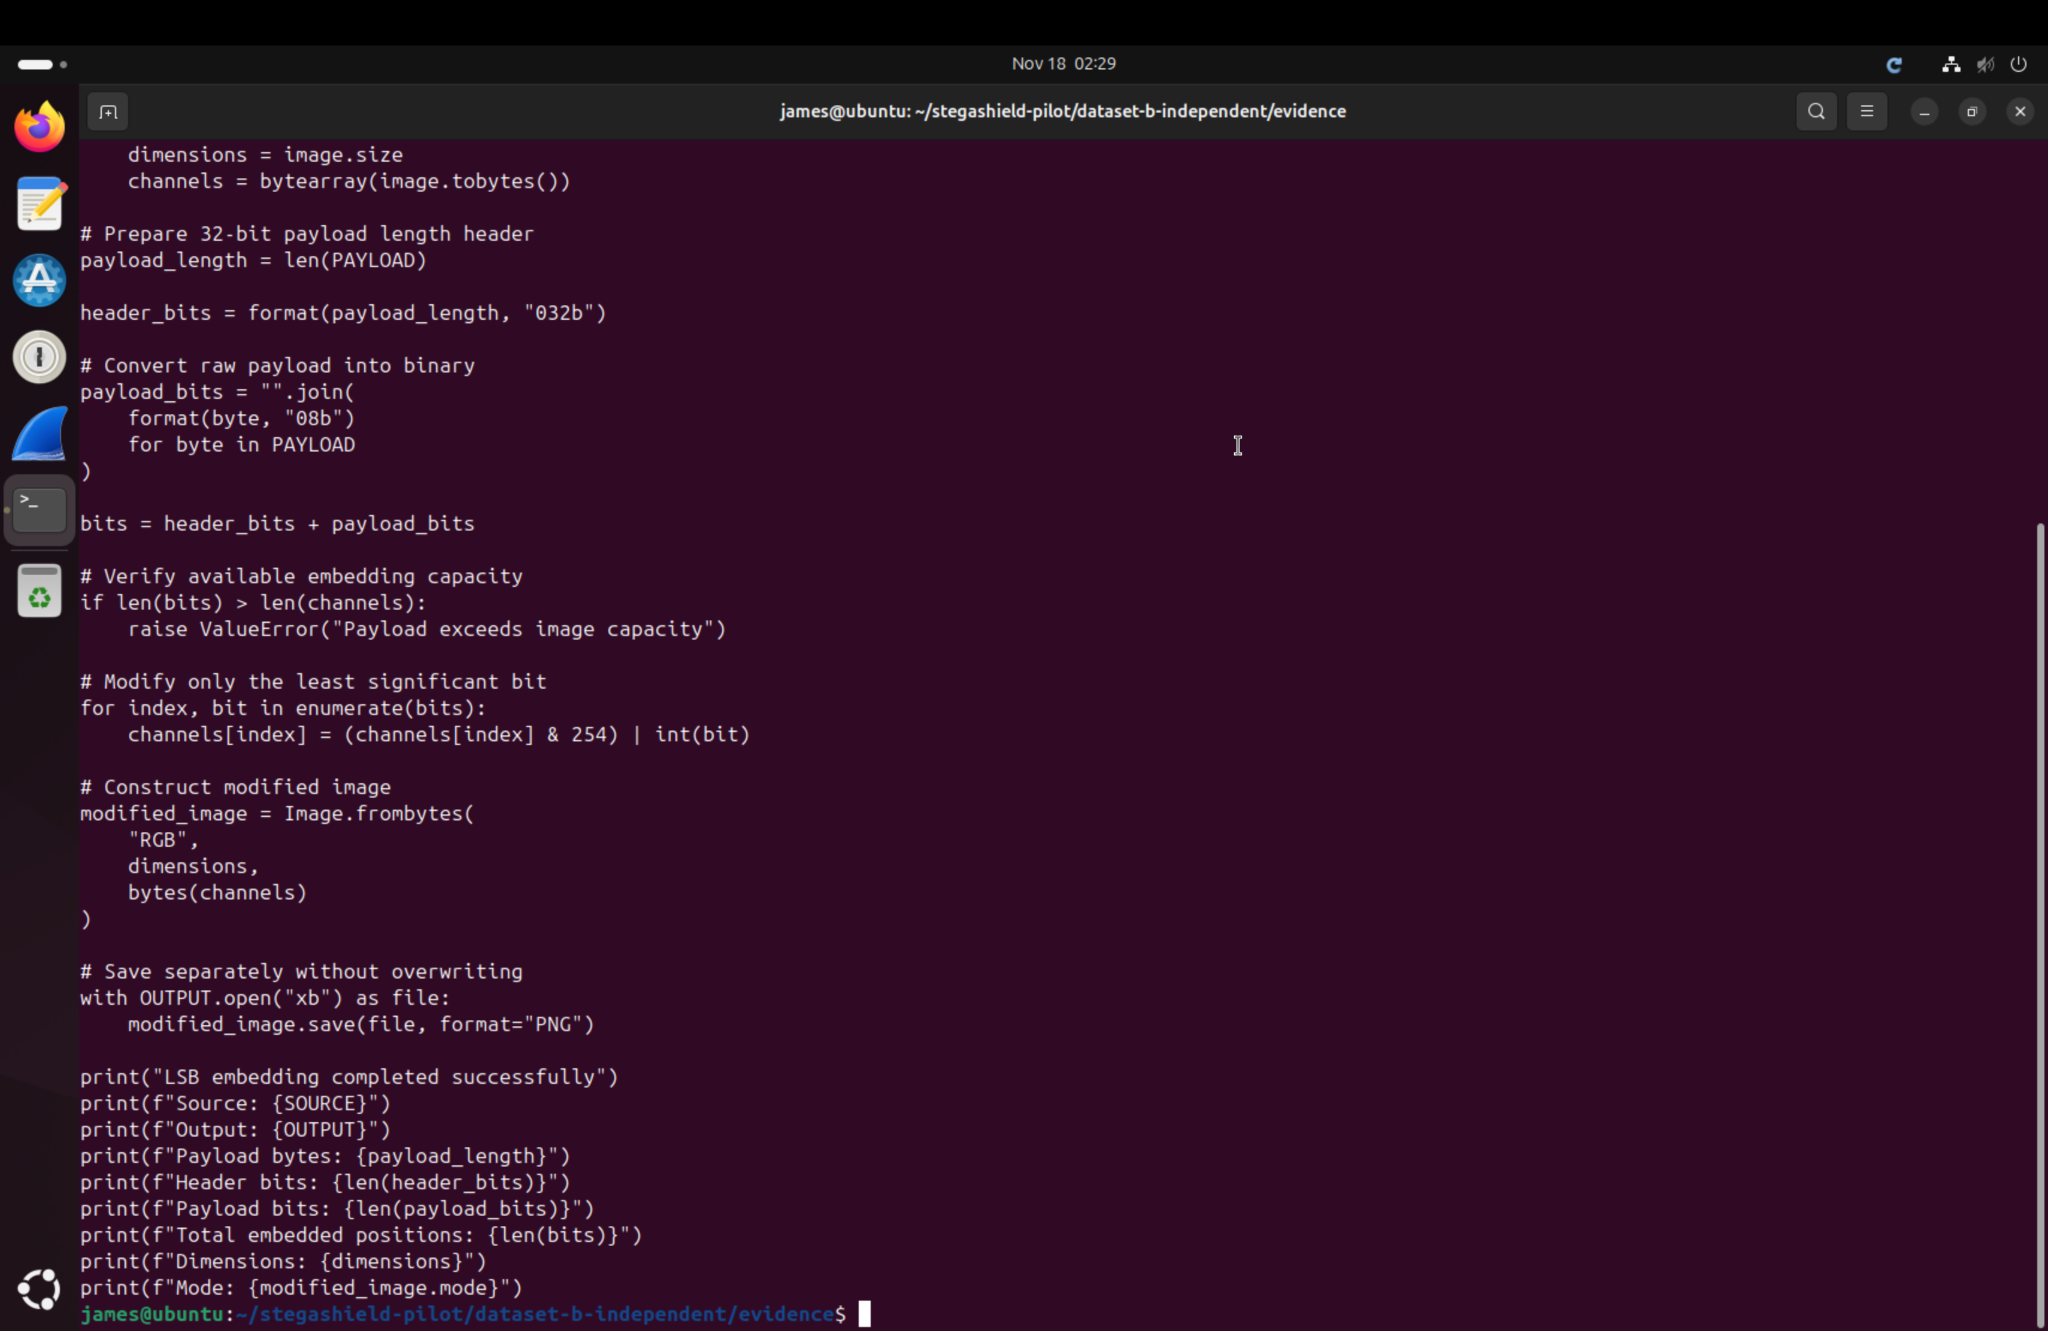 Nov 18 02:29
james@ubuntu: ~/stegashield-pilot/dataset-b-independent/evidence
    dimensions = image.size
    channels = bytearray(image.tobytes())

# Prepare 32-bit payload length header
payload_length = len(PAYLOAD)

header_bits = format(payload_length, "032b")

# Convert raw payload into binary
payload_bits = "".join(
    format(byte, "08b")
    for byte in PAYLOAD
)

bits = header_bits + payload_bits

# Verify available embedding capacity
if len(bits) > len(channels):
    raise ValueError("Payload exceeds image capacity")

# Modify only the least significant bit
for index, bit in enumerate(bits):
    channels[index] = (channels[index] & 254) | int(bit)

# Construct modified image
modified_image = Image.frombytes(
    "RGB",
    dimensions,
    bytes(channels)
)

# Save separately without overwriting
with OUTPUT.open("xb") as file:
    modified_image.save(file, format="PNG")

print("LSB embedding completed successfully")
print(f"Source: {SOURCE}")
print(f"Output: {OUTPUT}")
print(f"Payload bytes: {payload_length}")
print(f"Header bits: {len(header_bits)}")
print(f"Payload bits: {len(payload_bits)}")
print(f"Total embedded positions: {len(bits)}")
print(f"Dimensions: {dimensions}")
print(f"Mode: {modified_image.mode}")
james@ubuntu:~/stegashield-pilot/dataset-b-independent/evidence$